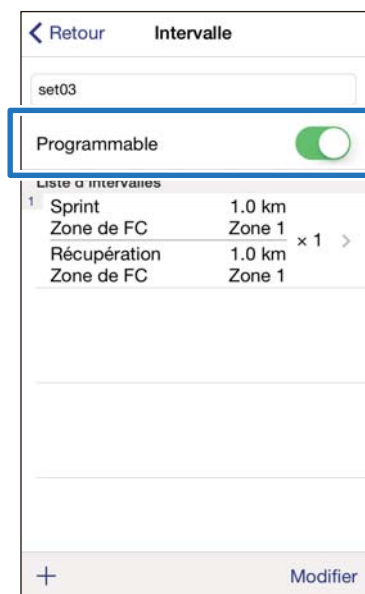 Retour Intervalle
set03
Programmable
Liste d'intervalles
1 Sprint 1.0 km
Zone de FC Zone 1
× 1
Récupération 1.0 km
Zone de FC Zone 1
+ Modifier